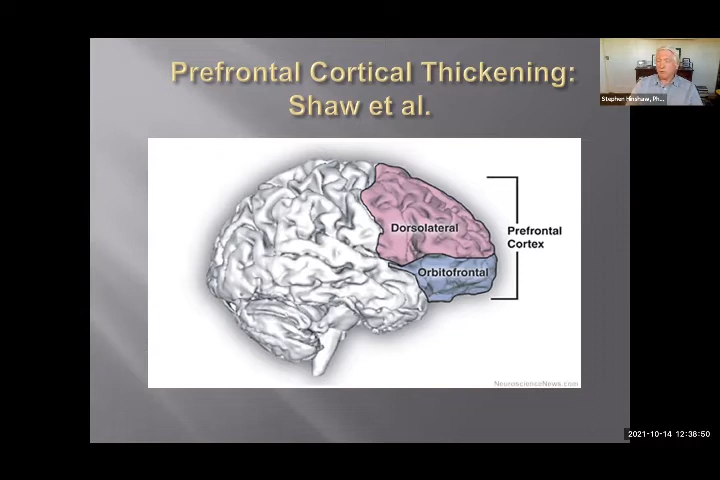 Prefrontal Cortical Thickening:
Shaw et al.
Stephen Hinshaw, Ph...
Dorsolateral
Orbitofrontal
Prefrontal
Cortex
NeuroscienceNews.com
2021-10-14 12:36:50